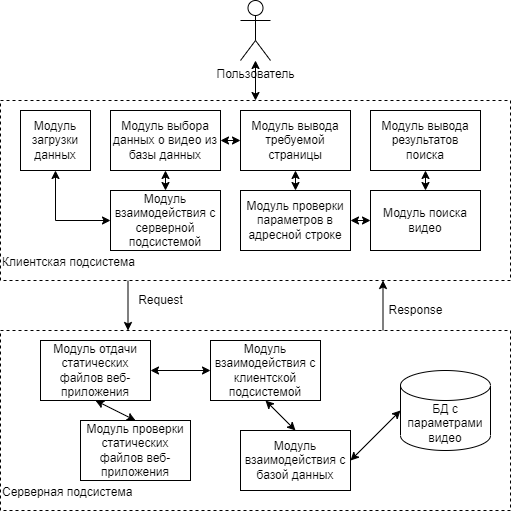 Пользователь
Модуль
загрузки
данных
Модуль выбора
данных о видео из
базы данных
Модуль вывода
требуемой
страницы
Модуль вывода
результатов
поиска
Модуль
взаимодействия с
серверной
подсистемой
Модуль проверки
параметров в
адресной строке
Модуль поиска
видео
Клиентская подсистема
Request
Response
Модуль отдачи
статических
файлов веб-
приложения
Модуль
взаимодействия с
клиентской
подсистемой
БД с
параметрами
видео
Модуль проверки
статических
файлов веб-
приложения
Модуль
взаимодействия с
базой данных
Серверная подсистема